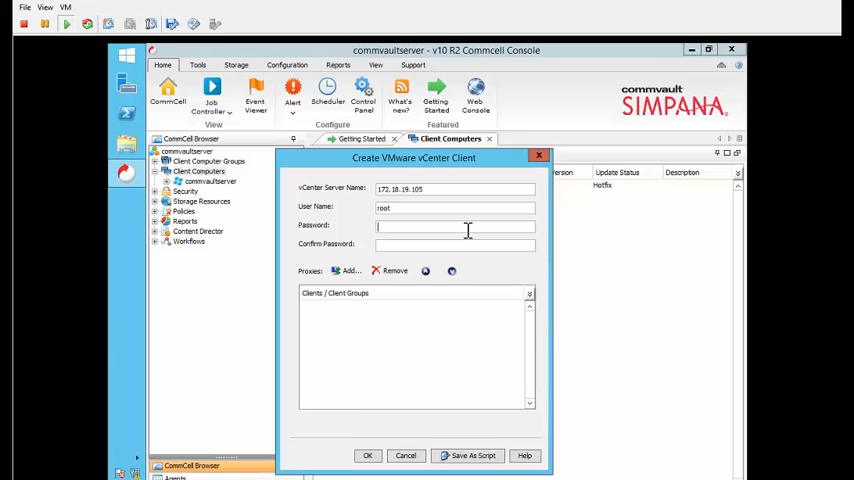 File View VM
commvaultserver - v10 R2 Commcell Console
Home Tools Storage Configuration Reports View Support
CommCell Job Controller Event Viewer Alert Scheduler Control Panel What's new? Getting Started Web Console
View Configure Featured
commvault
SIMPANA
CommCell Browser
Getting Started Client Computers
commvaultserver
Client Computer Groups
Client Computers
commvaultserver
Security
Storage Resources
Policies
Reports
Content Director
Workflows
ersion Update Status Description
Hotfix
Create VMware vCenter Client
vCenter Server Name: 172.18.19.105
User Name: root
Password:
Confirm Password:
Proxies: Add... Remove
Clients / Client Groups
OK Cancel Save As Script Help
CommCell Browser
Agents